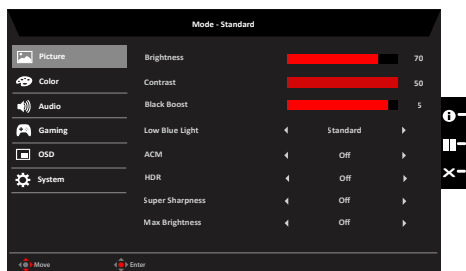 Mode - Standard
Picture
Color
Audio
Gaming
OSD
System
Brightness 70
Contrast 50
Black Boost 5
Low Blue Light Standard
ACM Off
HDR Off
Super Sharpness Off
Max Brightness Off
Move Enter